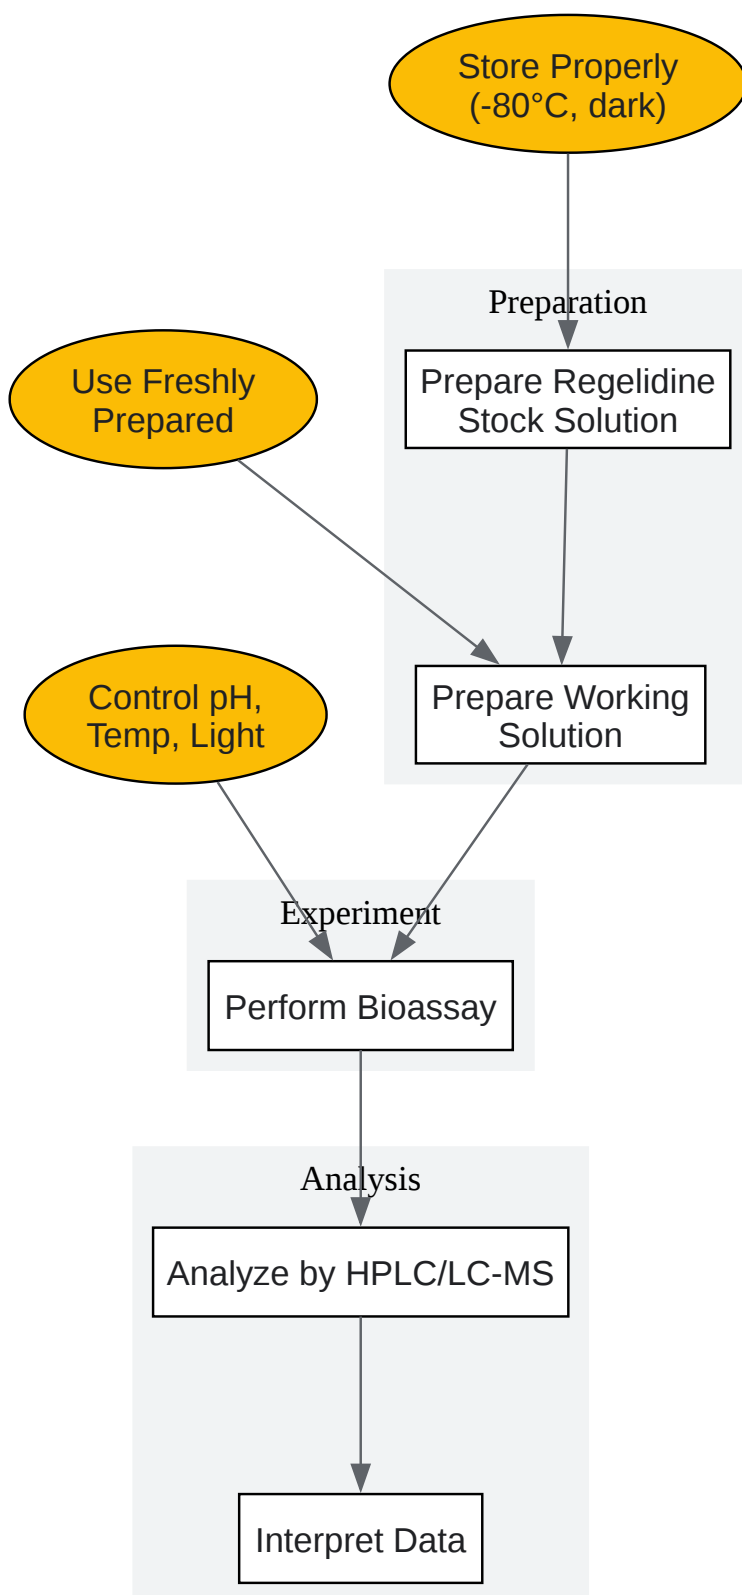 Store Properly
(-80°C, dark)
Preparation
Use Freshly
Prepared
Prepare Regelidine
Stock Solution
Control pH,
Temp, Light
Prepare Working
Solution
Experiment
Perform Bioassay
Analysis
Analyze by HPLC/LC-MS
Interpret Data